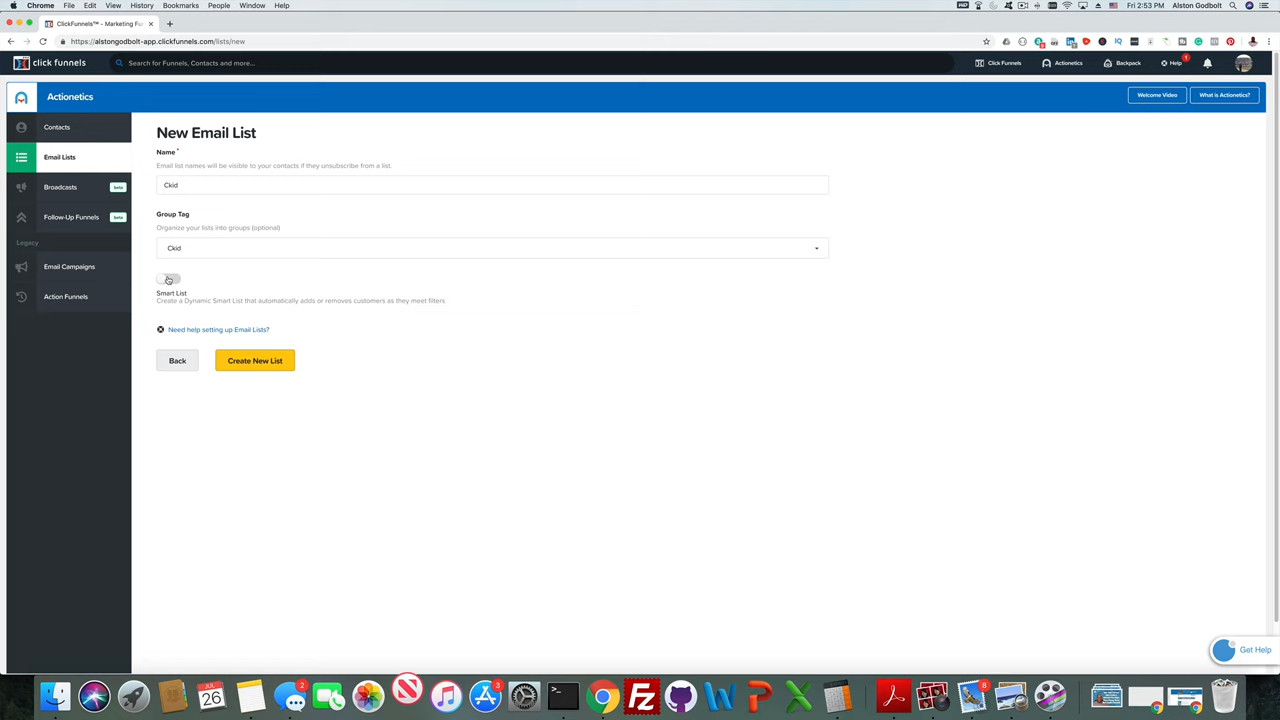 Chrome File Edit View History Bookmarks People Window Help
Fri 2:53 PM Alston Godbolt
ClickFunnels™ - Marketing Fu
https://alstongodbolt-app.clickfunnels.com/lists/new
click funnels
Search for Funnels, Contacts and more...
Click Funnels
Actionetics
Backpack
Help
1
Actionetics
Welcome Video
What is Actionetics?
Contacts
Email Lists
Broadcasts
beta
Follow-Up Funnels
beta
Legacy
Email Campaigns
Action Funnels
New Email List
Name *
Email list names will be visible to your contacts if they unsubscribe from a list.
Ckid
Group Tag
Organize your lists into groups (optional)
Ckid
Smart List
Create a Dynamic Smart List that automatically adds or removes customers as they meet filters
Need help setting up Email Lists?
Back
Create New List
Get Help
JUL
26
2
3
8